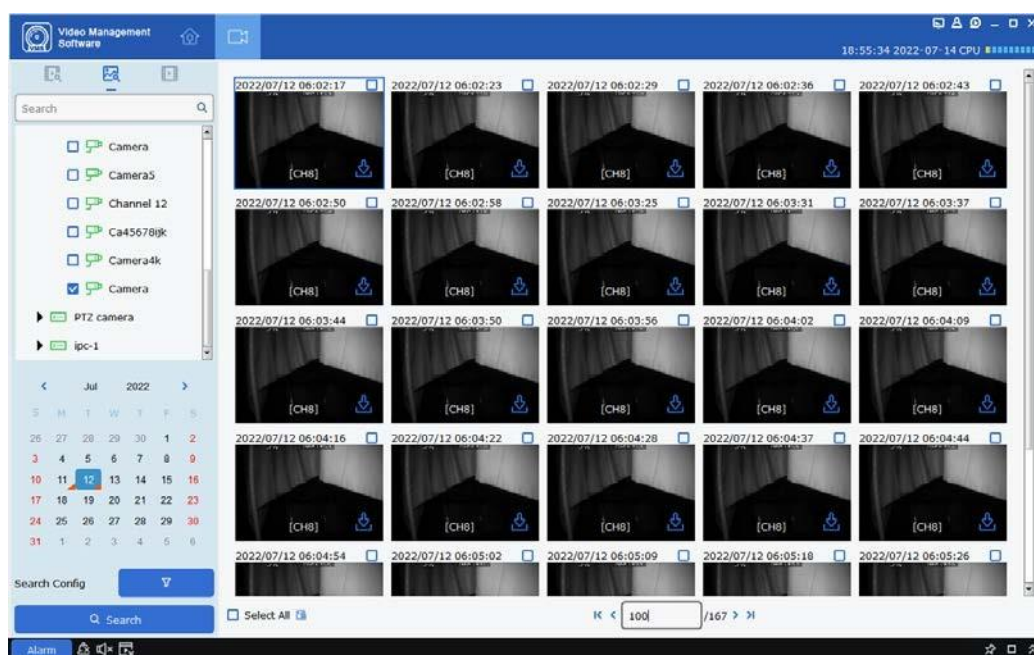 Video Management
Software
18:55:34 2022-07-14 CPU
Search
Camera
Camera5
Channel 12
Ca45678ijk
Camera4k
Camera
PTZ camera
ipc-1
Jul 2022
S M T W T F S
26 27 28 29 30 1 2
3 4 5 6 7 8 9
10 11 12 13 14 15 16
17 18 19 20 21 22 23
24 25 26 27 28 29 30
31 1 2 3 4 5 6
Search Config
Search
2022/07/12 06:02:17 2022/07/12 06:02:23 2022/07/12 06:02:29 2022/07/12 06:02:36 2022/07/12 06:02:43
[CH8] [CH8] [CH8] [CH8] [CH8]
2022/07/12 06:02:50 2022/07/12 06:02:58 2022/07/12 06:03:25 2022/07/12 06:03:31 2022/07/12 06:03:37
[CH8] [CH8] [CH8] [CH8] [CH8]
2022/07/12 06:03:44 2022/07/12 06:03:50 2022/07/12 06:03:56 2022/07/12 06:04:02 2022/07/12 06:04:09
[CH8] [CH8] [CH8] [CH8] [CH8]
2022/07/12 06:04:16 2022/07/12 06:04:22 2022/07/12 06:04:28 2022/07/12 06:04:37 2022/07/12 06:04:44
[CH8] [CH8] [CH8] [CH8] [CH8]
2022/07/12 06:04:54 2022/07/12 06:05:02 2022/07/12 06:05:09 2022/07/12 06:05:18 2022/07/12 06:05:26
Select All
100 /167
Alarm